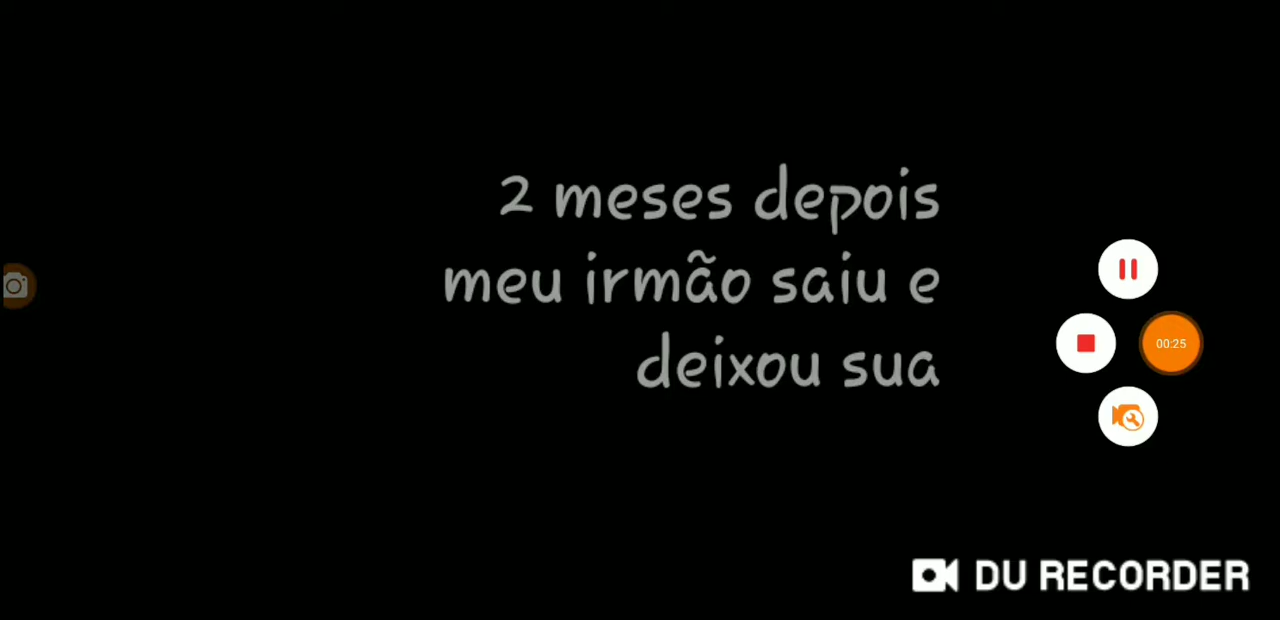 2 meses depois
meu irmão saiu e
deixou sua
00:25
DU RECORDER